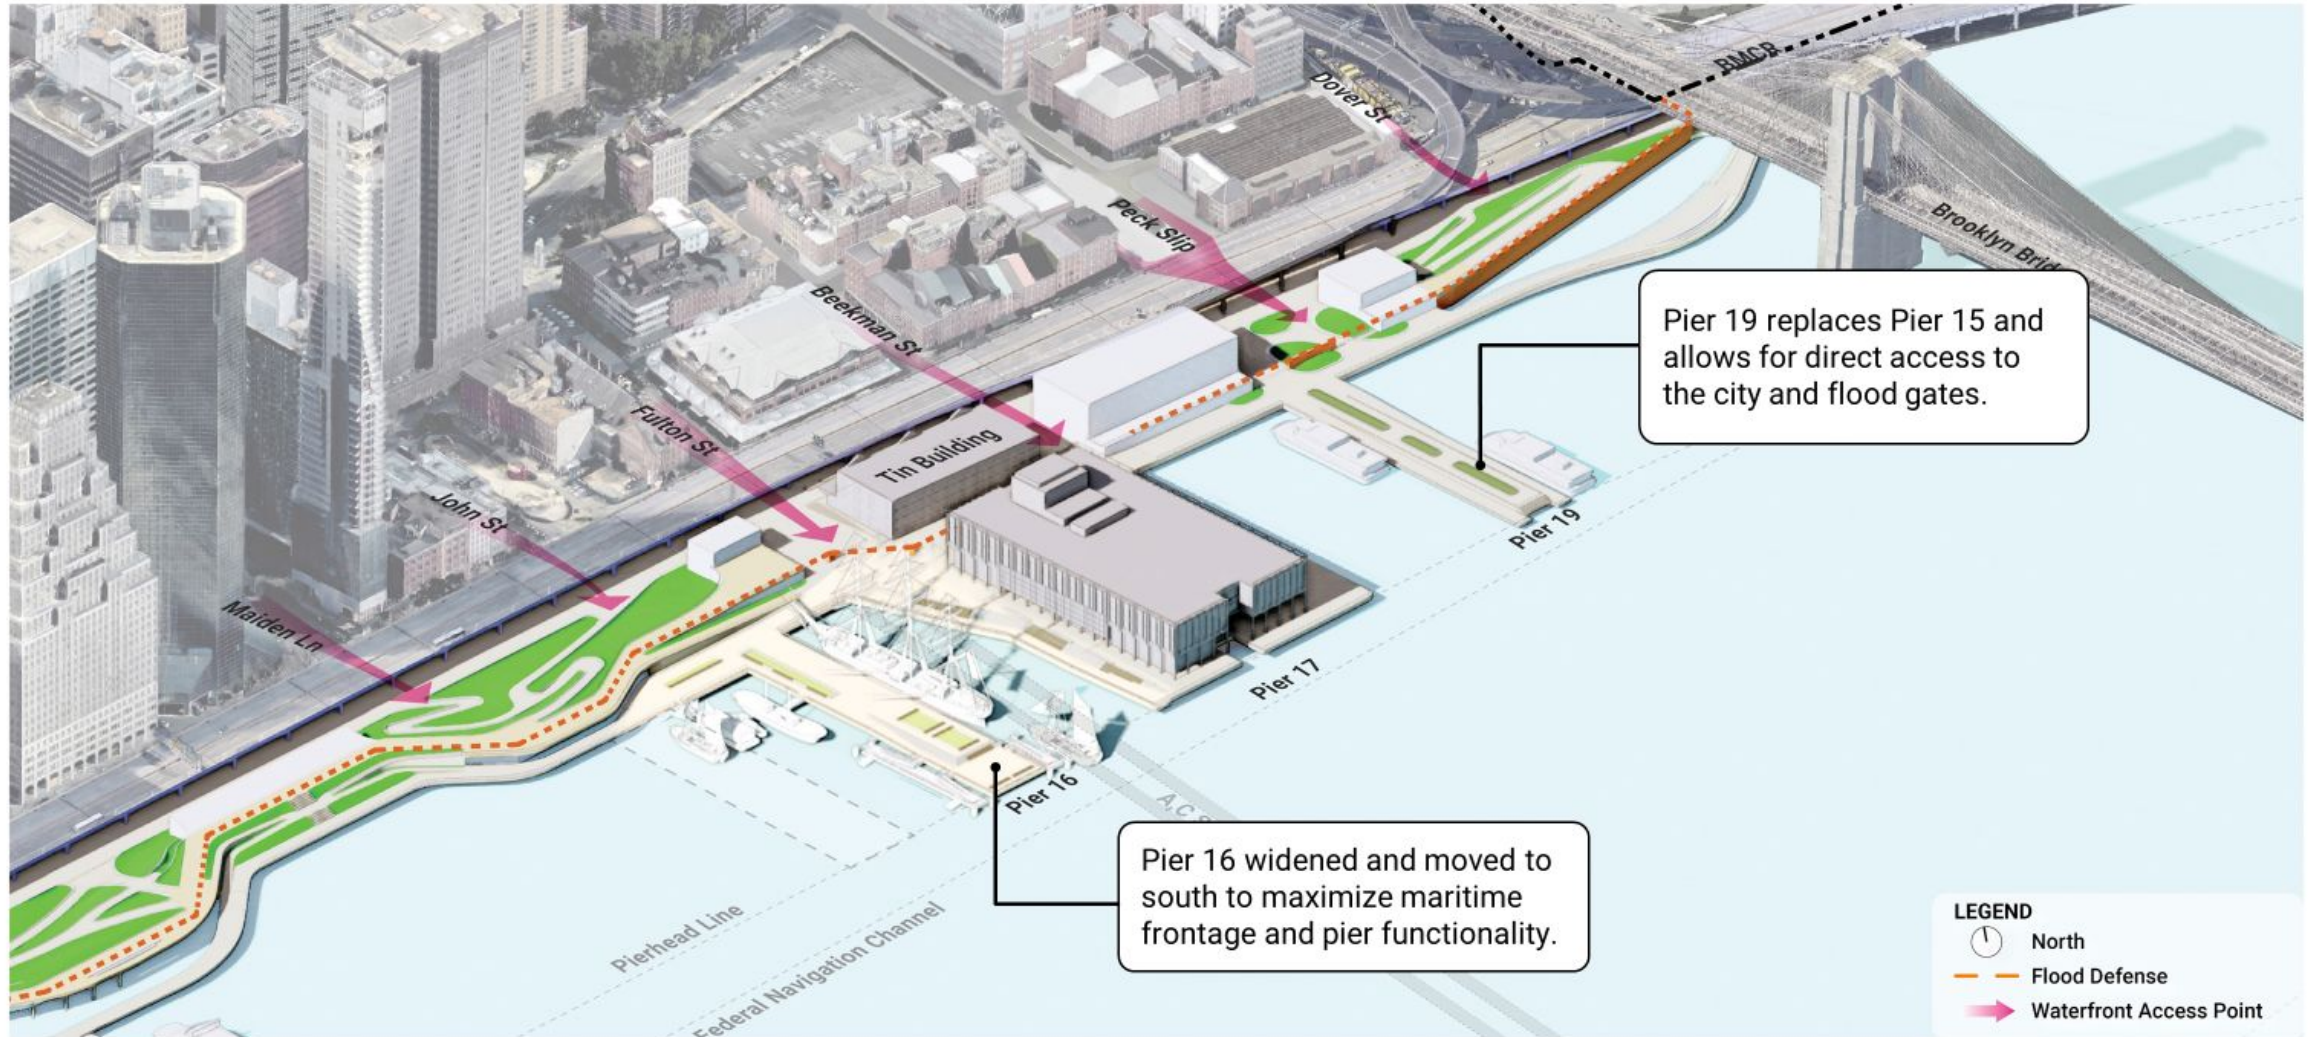 BMCR
Dover St
Peck Slip
Brooklyn Brid
Beekman St
Pier 19 replaces Pier 15 and
allows for direct access to
the city and flood gates.
Fulton St
Tin Building
John St
Pier 19
Maiden Ln
Pier 17
Pier 16
A,C
Pier 16 widened and moved to
south to maximize maritime
frontage and pier functionality.
Pierhead Line
Federal Navigation Channel
LEGEND
North
Flood Defense
Waterfront Access Point